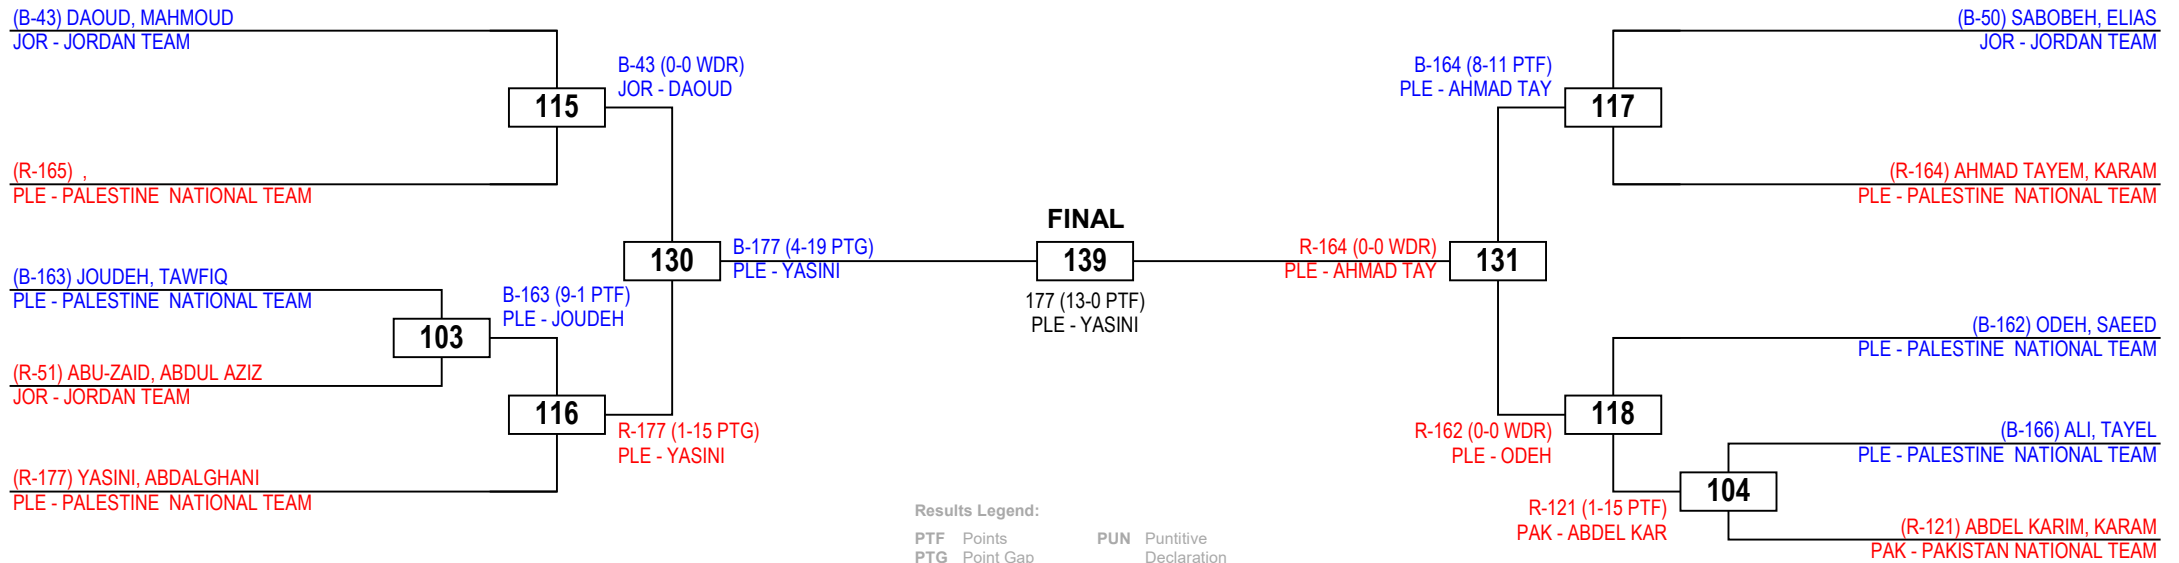 (B-43) DAOUD, MAHMOUD
JOR - JORDAN TEAM
B-43 (0-0 WDR)
JOR - DAOUD
115
(R-165) ,
PLE - PALESTINE NATIONAL TEAM
(B-163) JOUDEH, TAWFIQ
PLE - PALESTINE NATIONAL TEAM
B-163 (9-1 PTF)
PLE - JOUDEH
103
(R-51) ABU-ZAID, ABDUL AZIZ
JOR - JORDAN TEAM
116
R-177 (1-15 PTG)
PLE - YASINI
(R-177) YASINI, ABDALGHANI
PLE - PALESTINE NATIONAL TEAM
130
B-177 (4-19 PTG)
PLE - YASINI
FINAL
139
177 (13-0 PTF)
PLE - YASINI
R-164 (0-0 WDR)
PLE - AHMAD TAY
131
(B-50) SABOBEH, ELIAS
JOR - JORDAN TEAM
B-164 (8-11 PTF)
PLE - AHMAD TAY
117
(R-164) AHMAD TAYEM, KARAM
PLE - PALESTINE NATIONAL TEAM
(B-162) ODEH, SAEED
PLE - PALESTINE NATIONAL TEAM
118
R-162 (0-0 WDR)
PLE - ODEH
(B-166) ALI, TAYEL
PLE - PALESTINE NATIONAL TEAM
104
R-121 (1-15 PTF)
PAK - ABDEL KAR
(R-121) ABDEL KARIM, KARAM
PAK - PAKISTAN NATIONAL TEAM
Results Legend:
PTF Points
PUN Puntitive
PTG Point Gap
Declaration